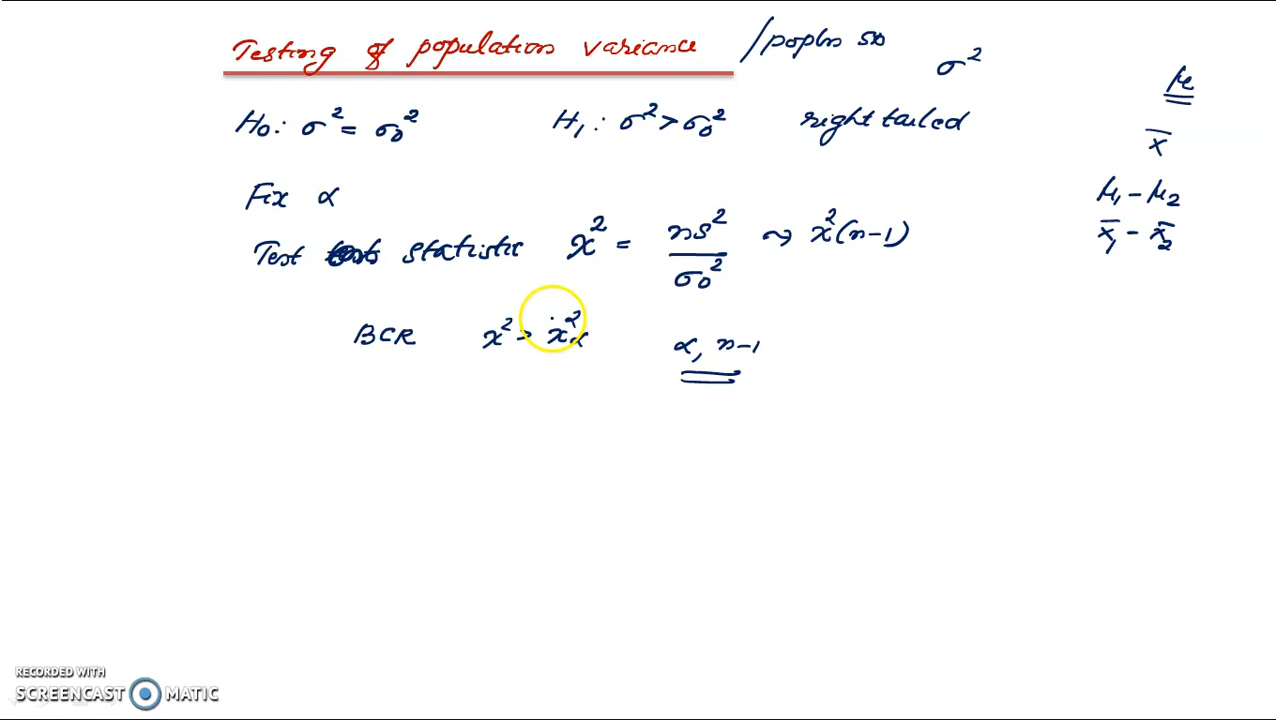 Testing of population variance /popln SD
σ²
μ
H₀: σ² = σ₀² H₁: σ² > σ₀² right tailed
x̄
Fix α
μ₁ - μ₂
x̄₁ - x̄₂
Test statistic χ² = ns²/σ₀² ~> χ²(n-1)
BCR χ² > χ²α α, n-1
RECORDED WITH
SCREENCAST MATIC